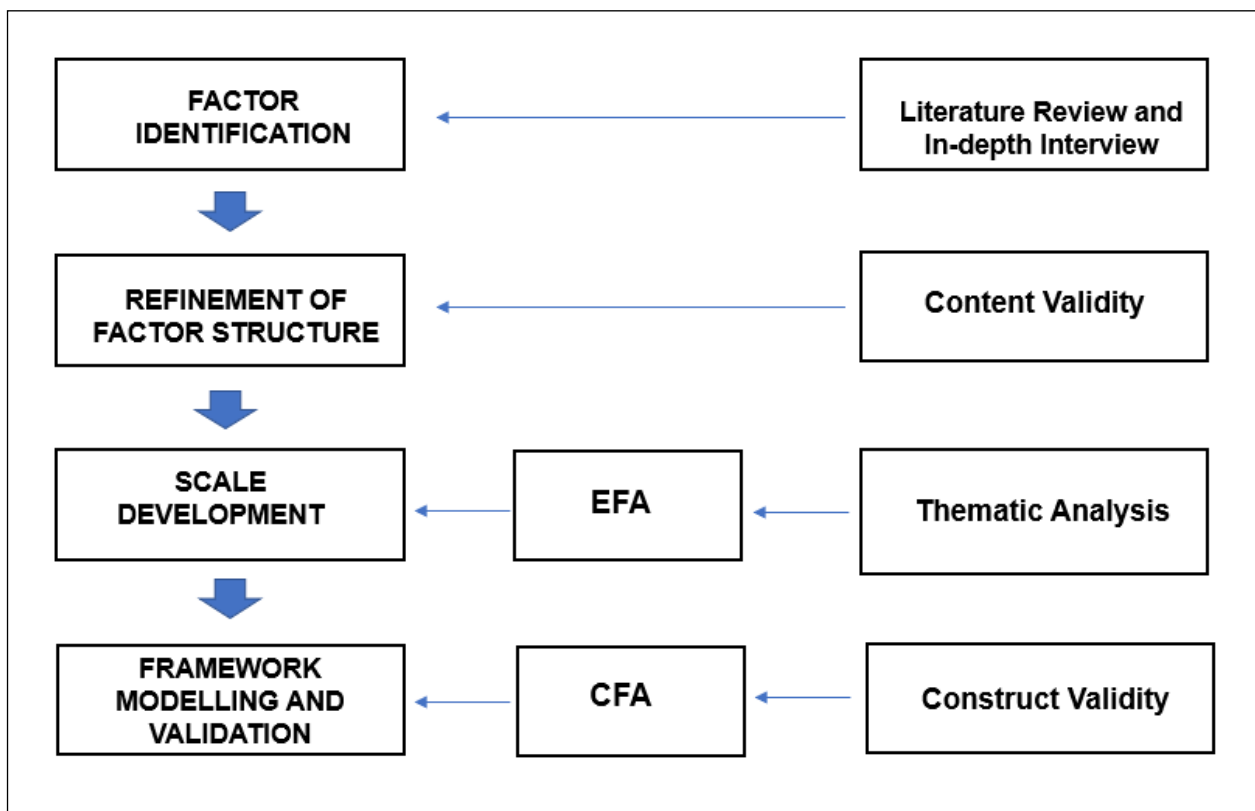 FACTOR
IDENTIFICATION
Literature Review and
In-depth Interview
REFINEMENT OF
FACTOR STRUCTURE
Content Validity
SCALE
DEVELOPMENT
EFA
Thematic Analysis
FRAMEWORK
MODELLING AND
VALIDATION
CFA
Construct Validity